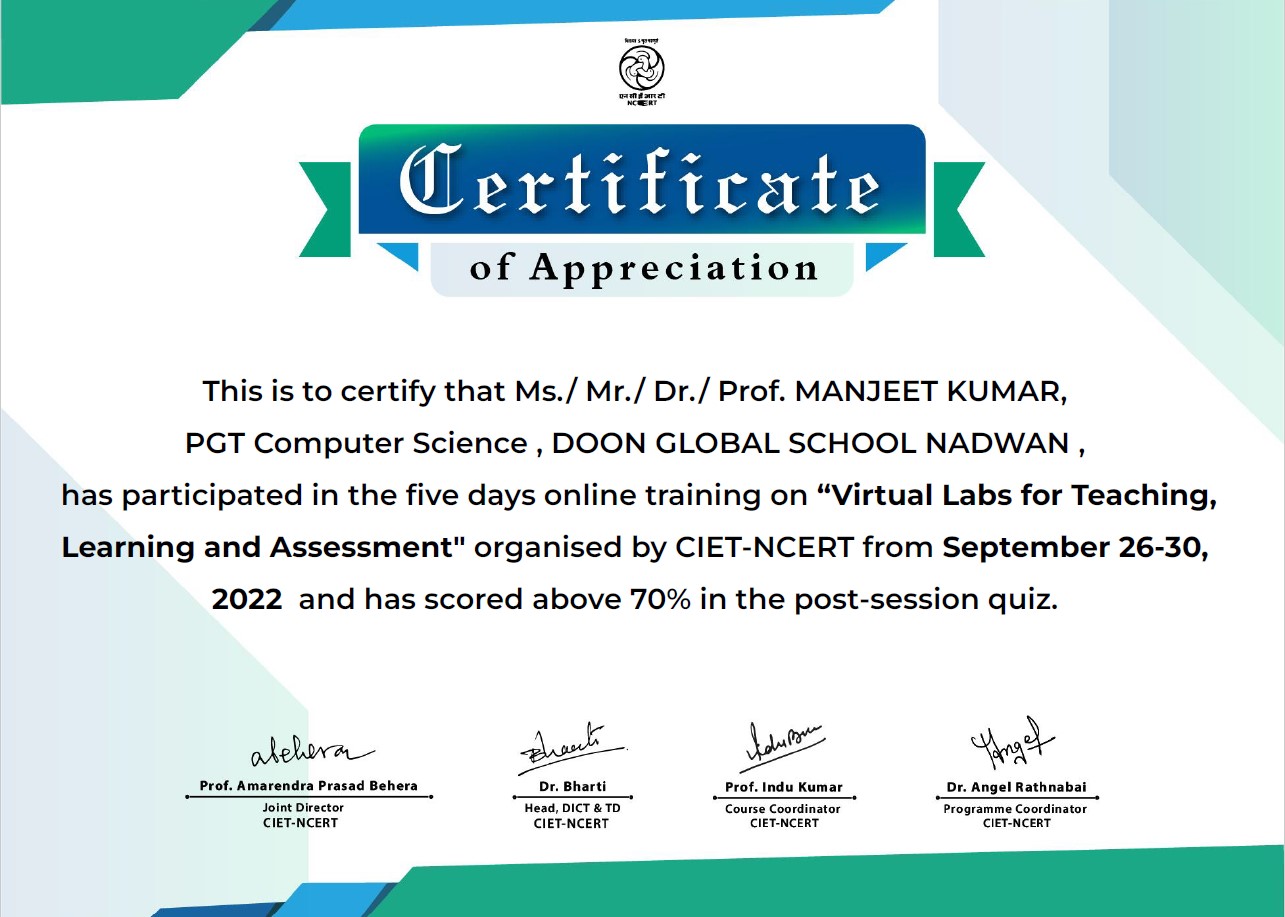 विद्यया ऽ मृतमश्नुते
एन सी ई आर टी
NCERT
Certificate
of Appreciation
This is to certify that Ms./ Mr./ Dr./ Prof. MANJEET KUMAR,
PGT Computer Science , DOON GLOBAL SCHOOL NADWAN ,
has participated in the five days online training on “Virtual Labs for Teaching,
Learning and Assessment" organised by CIET-NCERT from September 26-30,
2022 and has scored above 70% in the post-session quiz.
abehera
Bharti
Angel
Prof. Amarendra Prasad Behera
Joint Director
CIET-NCERT
Dr. Bharti
Head, DICT & TD
CIET-NCERT
Prof. Indu Kumar
Course Coordinator
CIET-NCERT
Dr. Angel Rathnabai
Programme Coordinator
CIET-NCERT